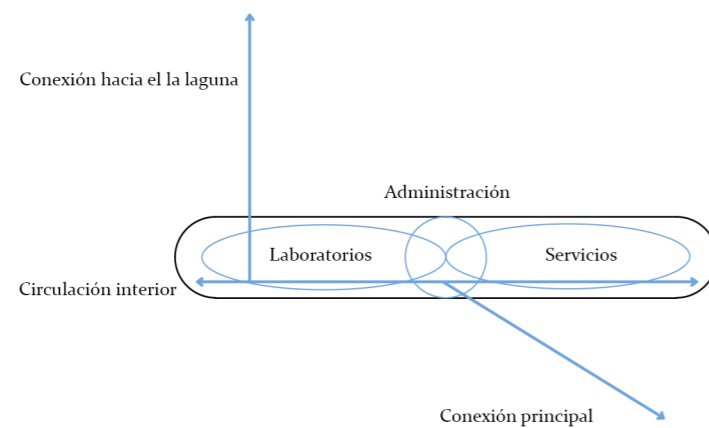 Conexión hacia el la laguna
Administración
Laboratorios
Servicios
Circulación interior
Conexión principal